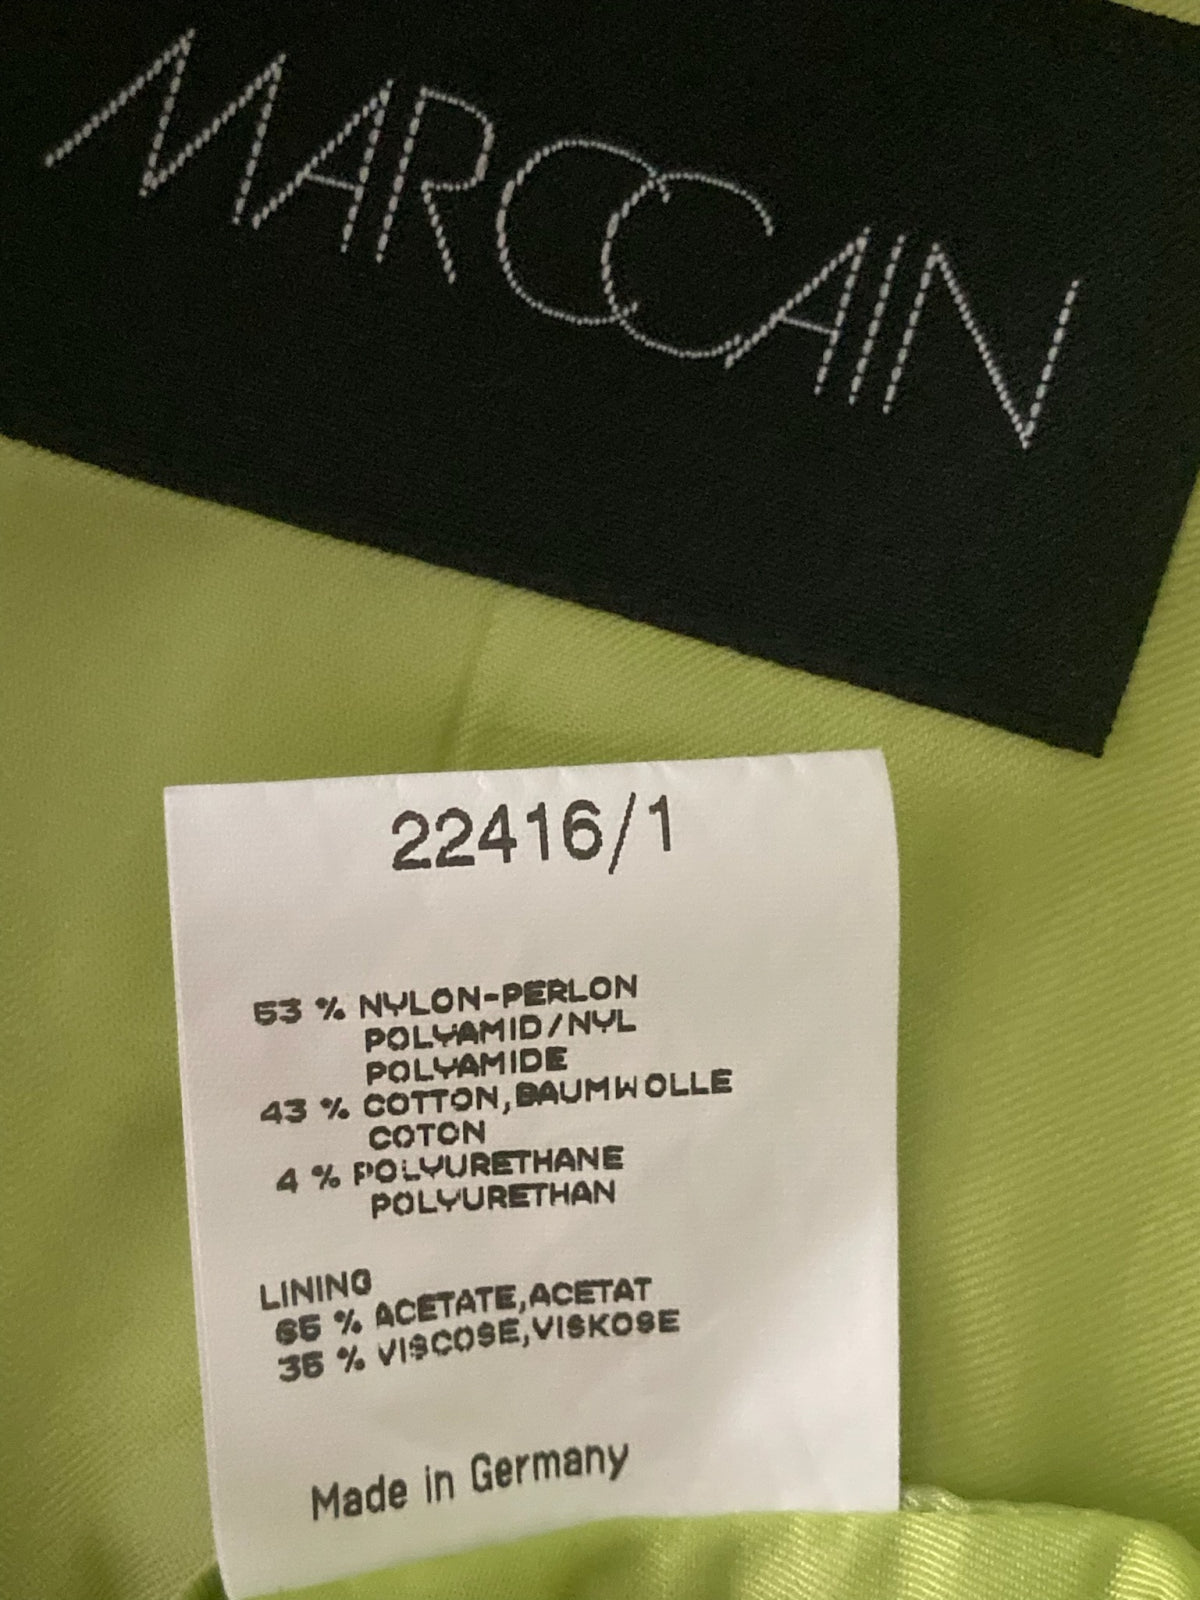 MARCCAIN
22416/1
53 % NYLON-PERLON
POLYAMID/NYL
POLYAMIDE
43 % COTTON,BAUMWOLLE
COTON
4 % POLYURETHANE
POLYURETHAN
LINING
65 % ACETATE,ACETAT
35 % VISCOSE,VISKOSE
Made in Germany